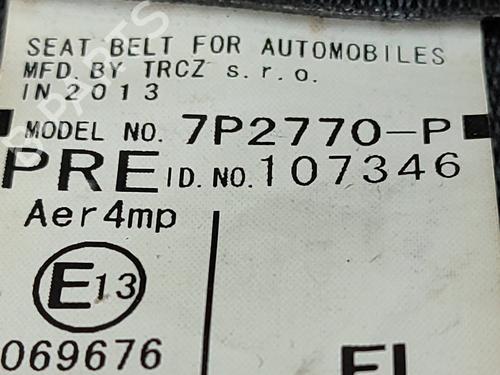 SEAT BELT FOR AUTOMOBILES
MFD. BY TRCZ s.r.o.
IN 2013
MODEL NO. 7P2770-P
PRE ID.NO.107346
Aer4mp
E13
069676